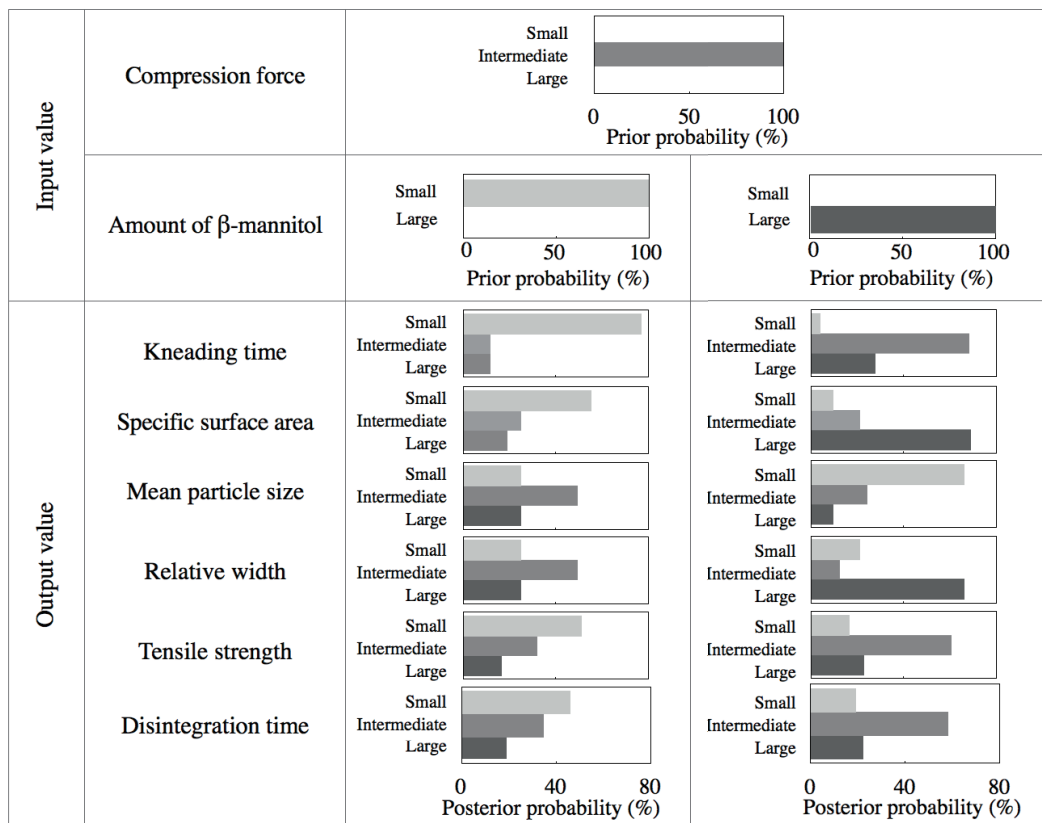 Input value
Compression force
Small
Intermediate
Large
0 50 100
Prior probability (%)
Amount of β-mannitol
Small
Large
0 50 100
Prior probability (%)
Small
Large
0 50 100
Prior probability (%)
Output value
Kneading time
Small
Intermediate
Large
Small
Intermediate
Large
Specific surface area
Small
Intermediate
Large
Small
Intermediate
Large
Mean particle size
Small
Intermediate
Large
Small
Intermediate
Large
Relative width
Small
Intermediate
Large
Small
Intermediate
Large
Tensile strength
Small
Intermediate
Large
Small
Intermediate
Large
Disintegration time
Small
Intermediate
Large
0 40 80
Posterior probability (%)
Small
Intermediate
Large
0 40 80
Posterior probability (%)